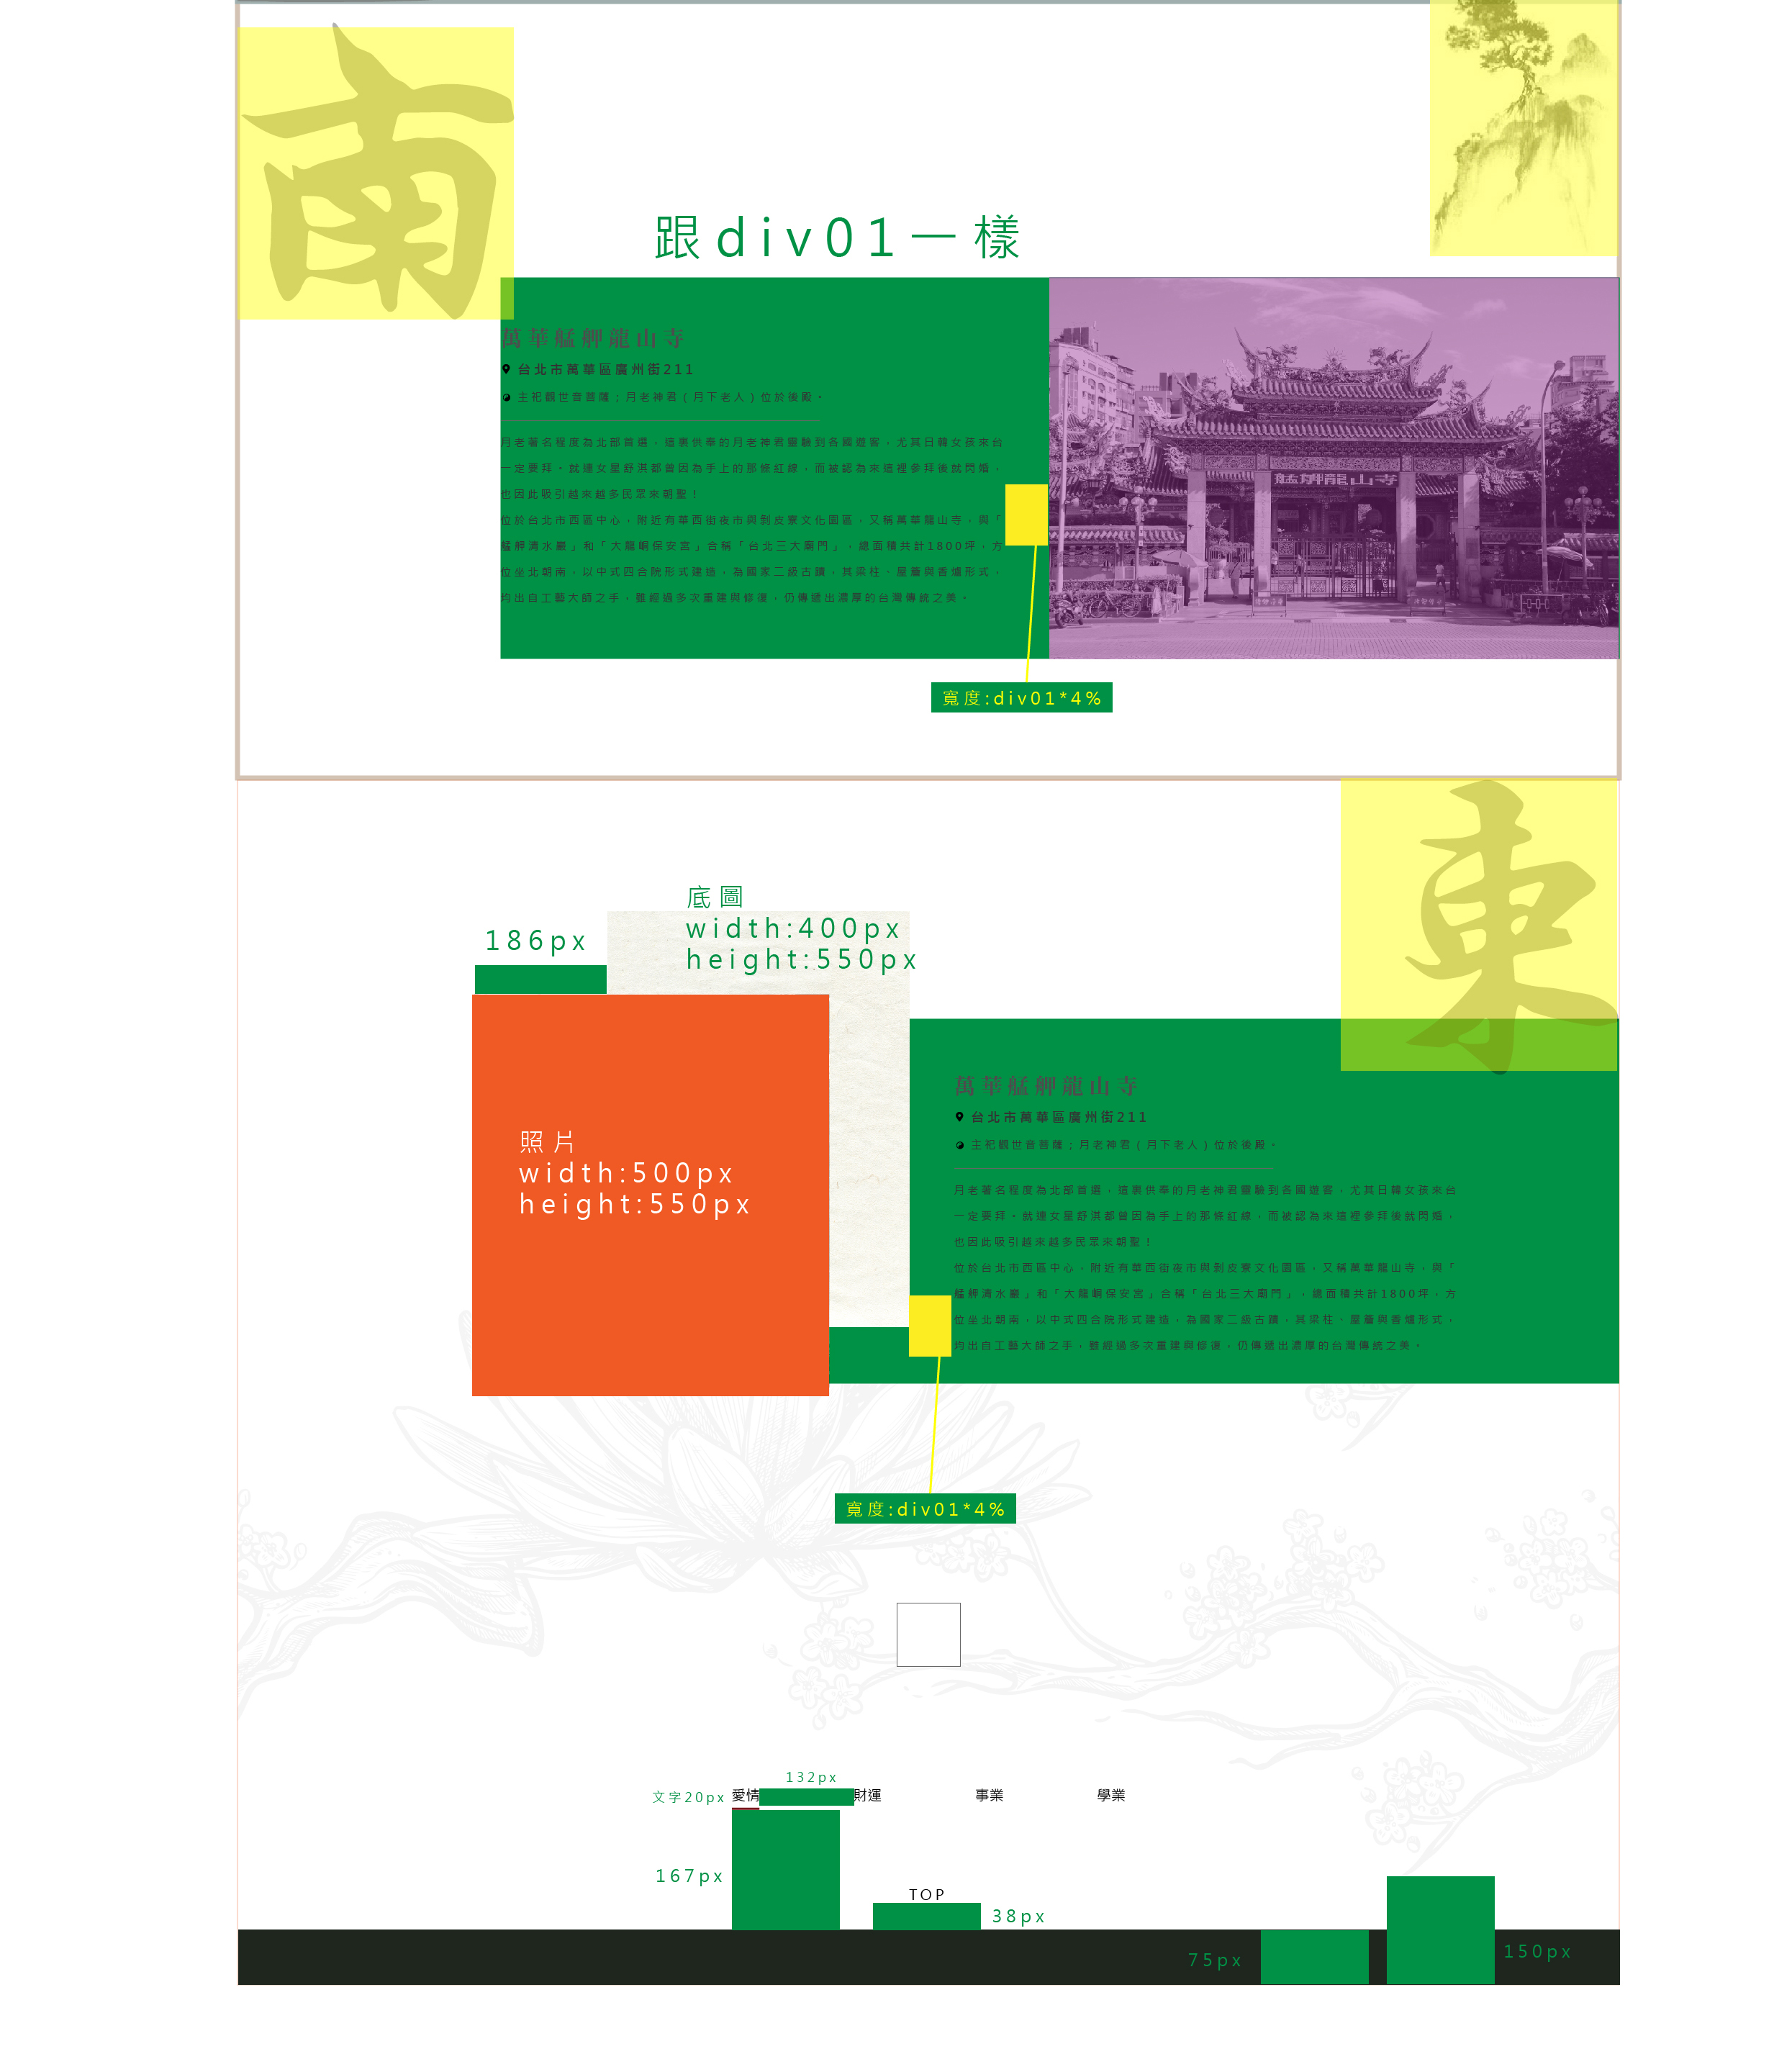 南
跟div01一樣
萬華艋舺龍山寺
台北市萬華區廣州街211
主祀觀世音菩薩；月老神君（月下老人）位於後殿。
月老著名程度為北部首選，這裏供奉的月老神君靈驗到各國遊客，尤其日韓女孩來台
一定要拜。就連女星舒淇都曾因為手上的那條紅線，而被認為來這裡參拜後就閃婚，
也因此吸引越來越多民眾來朝聖！
位於台北市西區中心，附近有華西街夜市與剝皮寮文化園區，又稱萬華龍山寺，與「
艋舺清水巖」和「大龍峒保安宮」合稱「台北三大廟門」，總面積共計1800坪，方
位坐北朝南，以中式四合院形式建造，為國家二級古蹟，其梁柱、屋簷與香爐形式，
均出自工藝大師之手，雖經過多次重建與修復，仍傳遞出濃厚的台灣傳統之美。
艋舺龍山寺
寬度:div01*4%
東
底圖
width:400px
height:550px
186px
照片
width:500px
height:550px
萬華艋舺龍山寺
台北市萬華區廣州街211
主祀觀世音菩薩；月老神君（月下老人）位於後殿。
月老著名程度為北部首選，這裏供奉的月老神君靈驗到各國遊客，尤其日韓女孩來台
一定要拜。就連女星舒淇都曾因為手上的那條紅線，而被認為來這裡參拜後就閃婚，
也因此吸引越來越多民眾來朝聖！
位於台北市西區中心，附近有華西街夜市與剝皮寮文化園區，又稱萬華龍山寺，與「
艋舺清水巖」和「大龍峒保安宮」合稱「台北三大廟門」，總面積共計1800坪，方
位坐北朝南，以中式四合院形式建造，為國家二級古蹟，其梁柱、屋簷與香爐形式，
均出自工藝大師之手，雖經過多次重建與修復，仍傳遞出濃厚的台灣傳統之美。
寬度:div01*4%
132px
文字20px 愛情 財運 事業 學業
167px
TOP
38px
75px
150px